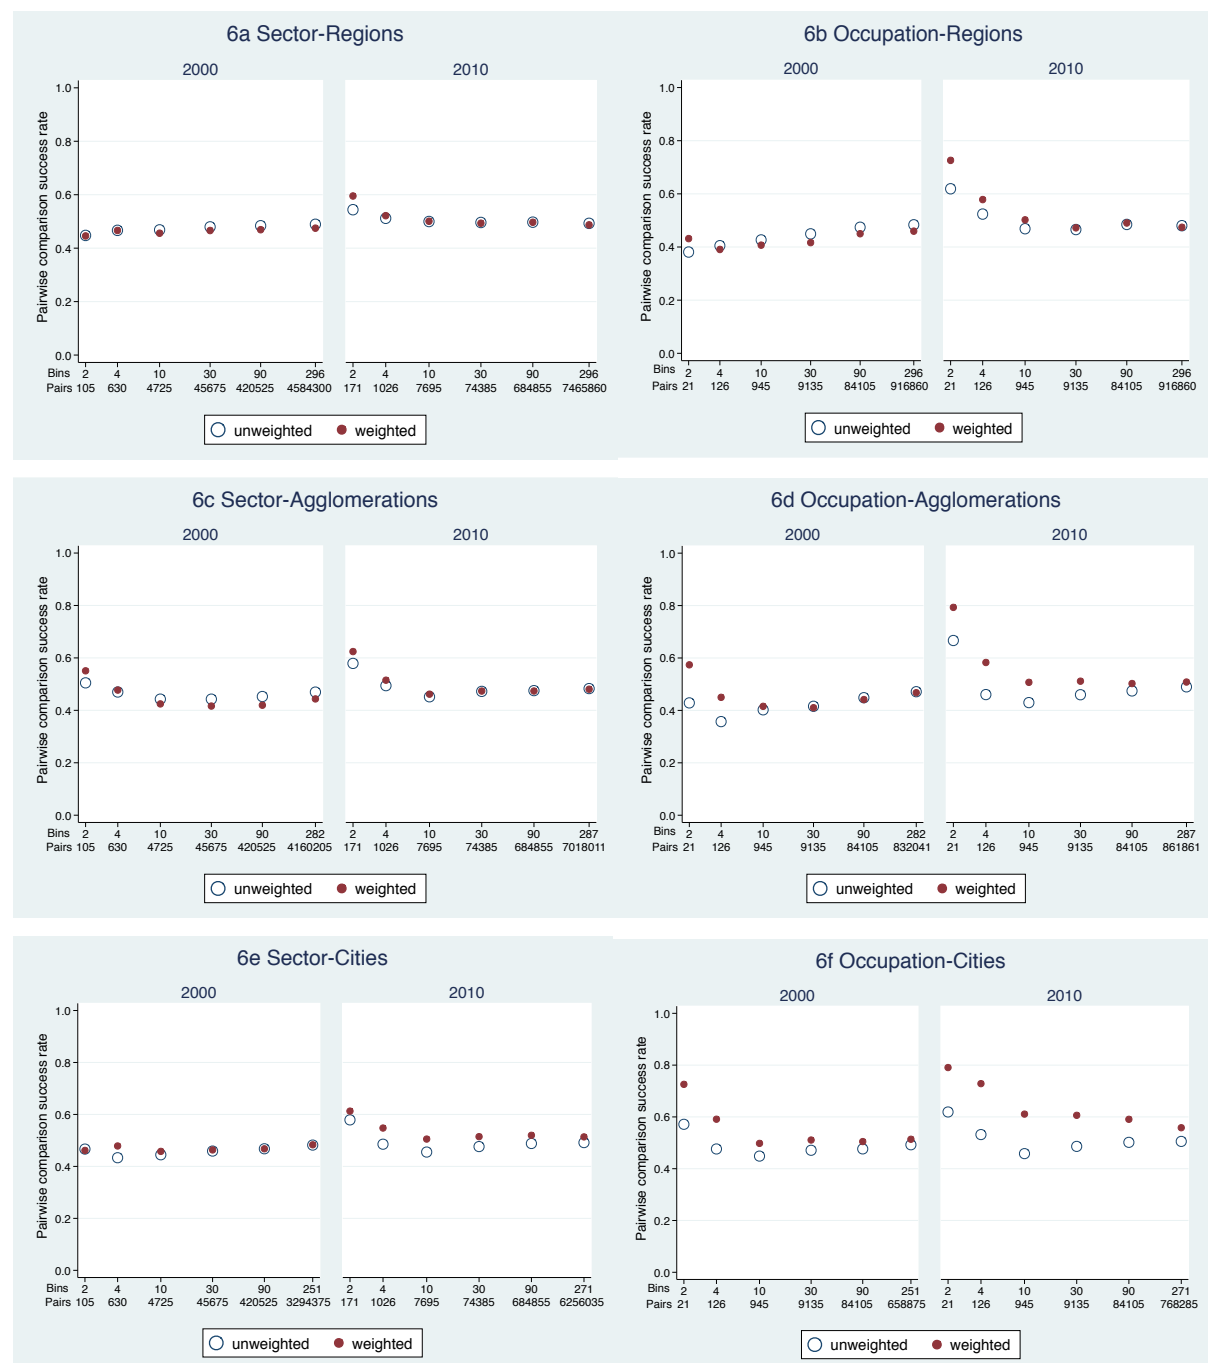 6a Sector-Regions
2000 2010
Pairwise comparison success rate
1.0
0.8
0.6
0.4
0.2
0.0
Bins 2 4 10 30 90 296 2 4 10 30 90 296
Pairs 105 630 4725 45675 420525 4584300 171 1026 7695 74385 684855 7465860
unweighted weighted
6b Occupation-Regions
2000 2010
Pairwise comparison success rate
1.0
0.8
0.6
0.4
0.2
0.0
Bins 2 4 10 30 90 296 2 4 10 30 90 296
Pairs 21 126 945 9135 84105 916860 21 126 945 9135 84105 916860
unweighted weighted
6c Sector-Agglomerations
2000 2010
Pairwise comparison success rate
1.0
0.8
0.6
0.4
0.2
0.0
Bins 2 4 10 30 90 282 2 4 10 30 90 287
Pairs 105 630 4725 45675 420525 4160205 171 1026 7695 74385 684855 7018011
unweighted weighted
6d Occupation-Agglomerations
2000 2010
Pairwise comparison success rate
1.0
0.8
0.6
0.4
0.2
0.0
Bins 2 4 10 30 90 282 2 4 10 30 90 287
Pairs 21 126 945 9135 84105 832041 21 126 945 9135 84105 861861
unweighted weighted
6e Sector-Cities
2000 2010
Pairwise comparison success rate
1.0
0.8
0.6
0.4
0.2
0.0
Bins 2 4 10 30 90 251 2 4 10 30 90 271
Pairs 105 630 4725 45675 420525 3294375 171 1026 7695 74385 684855 6256035
unweighted weighted
6f Occupation-Cities
2000 2010
Pairwise comparison success rate
1.0
0.8
0.6
0.4
0.2
0.0
Bins 2 4 10 30 90 251 2 4 10 30 90 271
Pairs 21 126 945 9135 84105 658875 21 126 945 9135 84105 768285
unweighted weighted